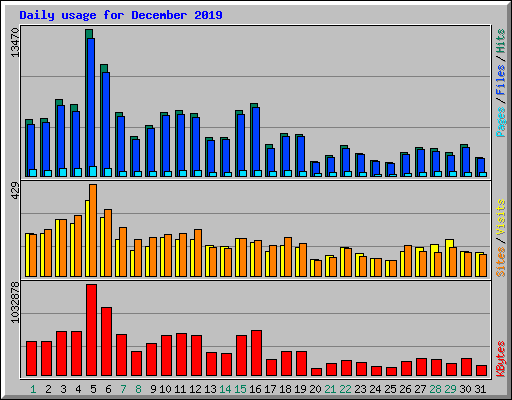 Daily usage for December 2019
13470
Pages / Files / Hits
429
Sites / Visits
1032878
KBytes
1 2 3 4 5 6 7 8 9 10 11 12 13 14 15 16 17 18 19 20 21 22 23 24 25 26 27 28 29 30 31